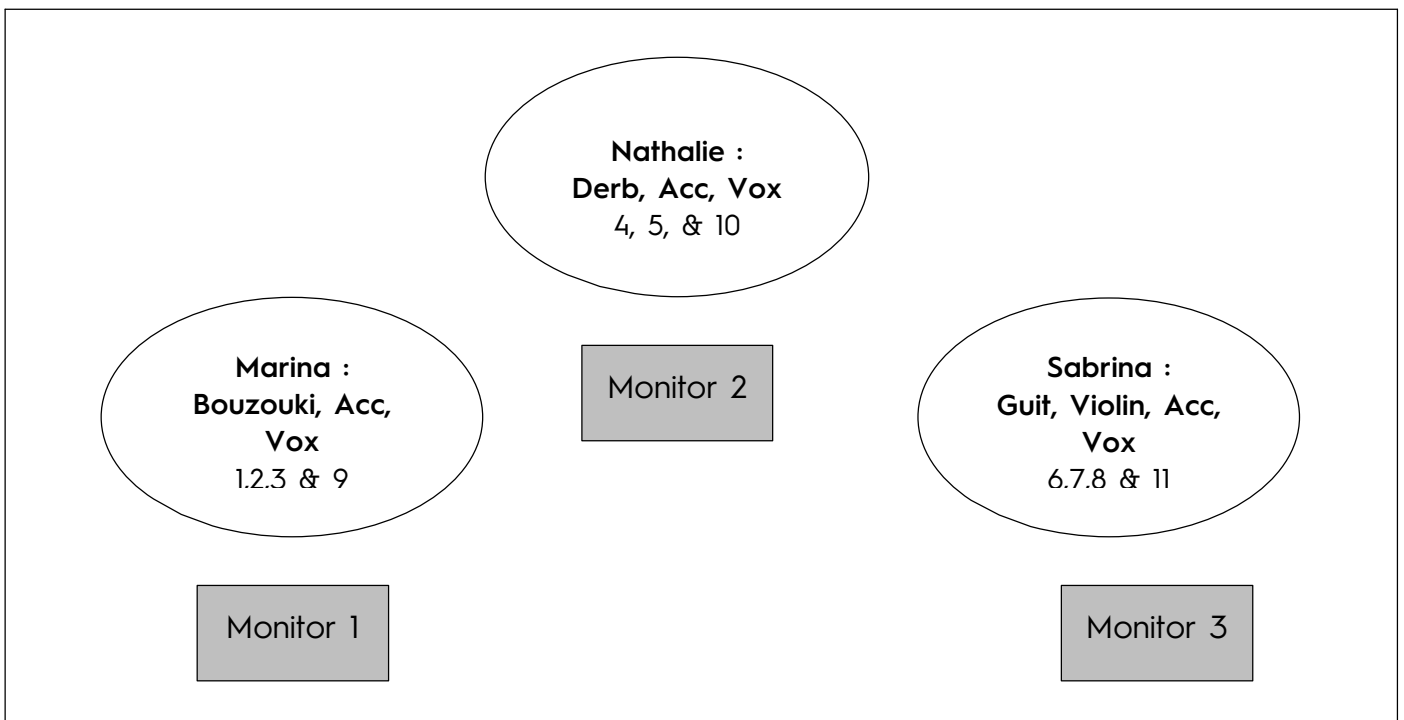 Nathalie :
Derb, Acc, Vox
4, 5, & 10
Marina :
Bouzouki, Acc,
Vox
1,2,3 & 9
Monitor 2
Sabrina :
Guit, Violin, Acc,
Vox
6,7,8 & 11
Monitor 1
Monitor 3